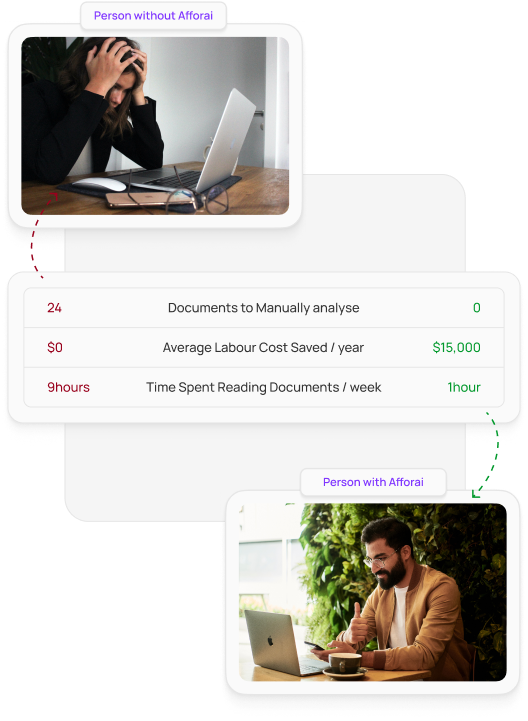 Person without Afforai
24 Documents to Manually analyse 0
$0 Average Labour Cost Saved / year $15,000
9hours Time Spent Reading Documents / week 1hour
Person with Afforai